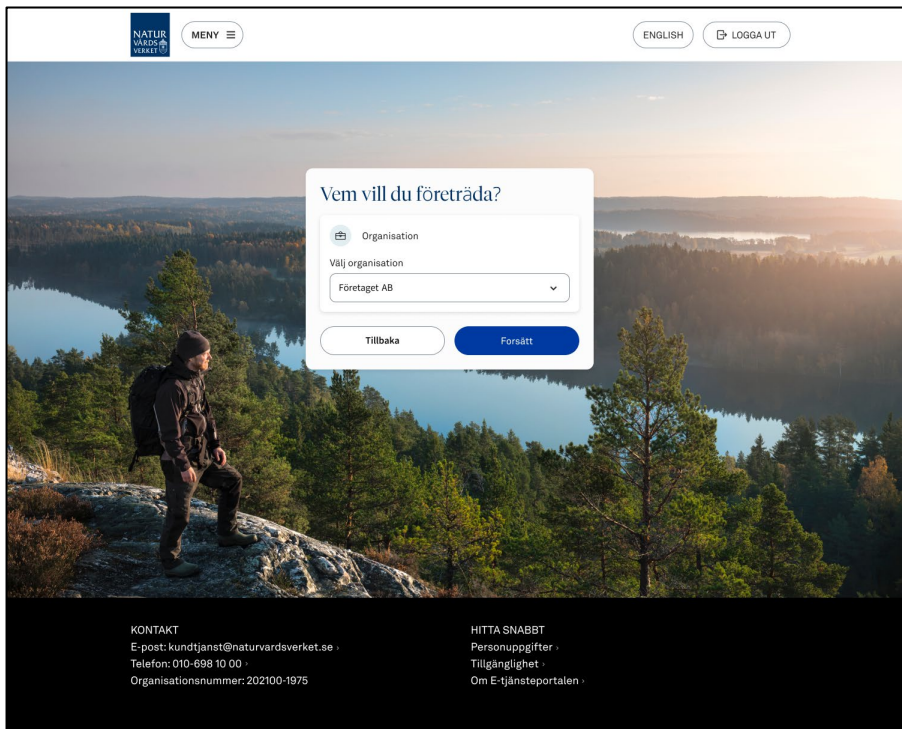 NATUR
VÅRDS
VERKET
MENY
ENGLISH
LOGGA UT
Vem vill du företräda?
Organisation
Välj organisation
Företaget AB
Tillbaka
Forsätt
KONTAKT
E-post: kundtjanst@naturvardsverket.se ›
Telefon: 010-698 10 00 ›
Organisationsnummer: 202100-1975
HITTA SNABBT
Personuppgifter ›
Tillgänglighet ›
Om E-tjänsteportalen ›